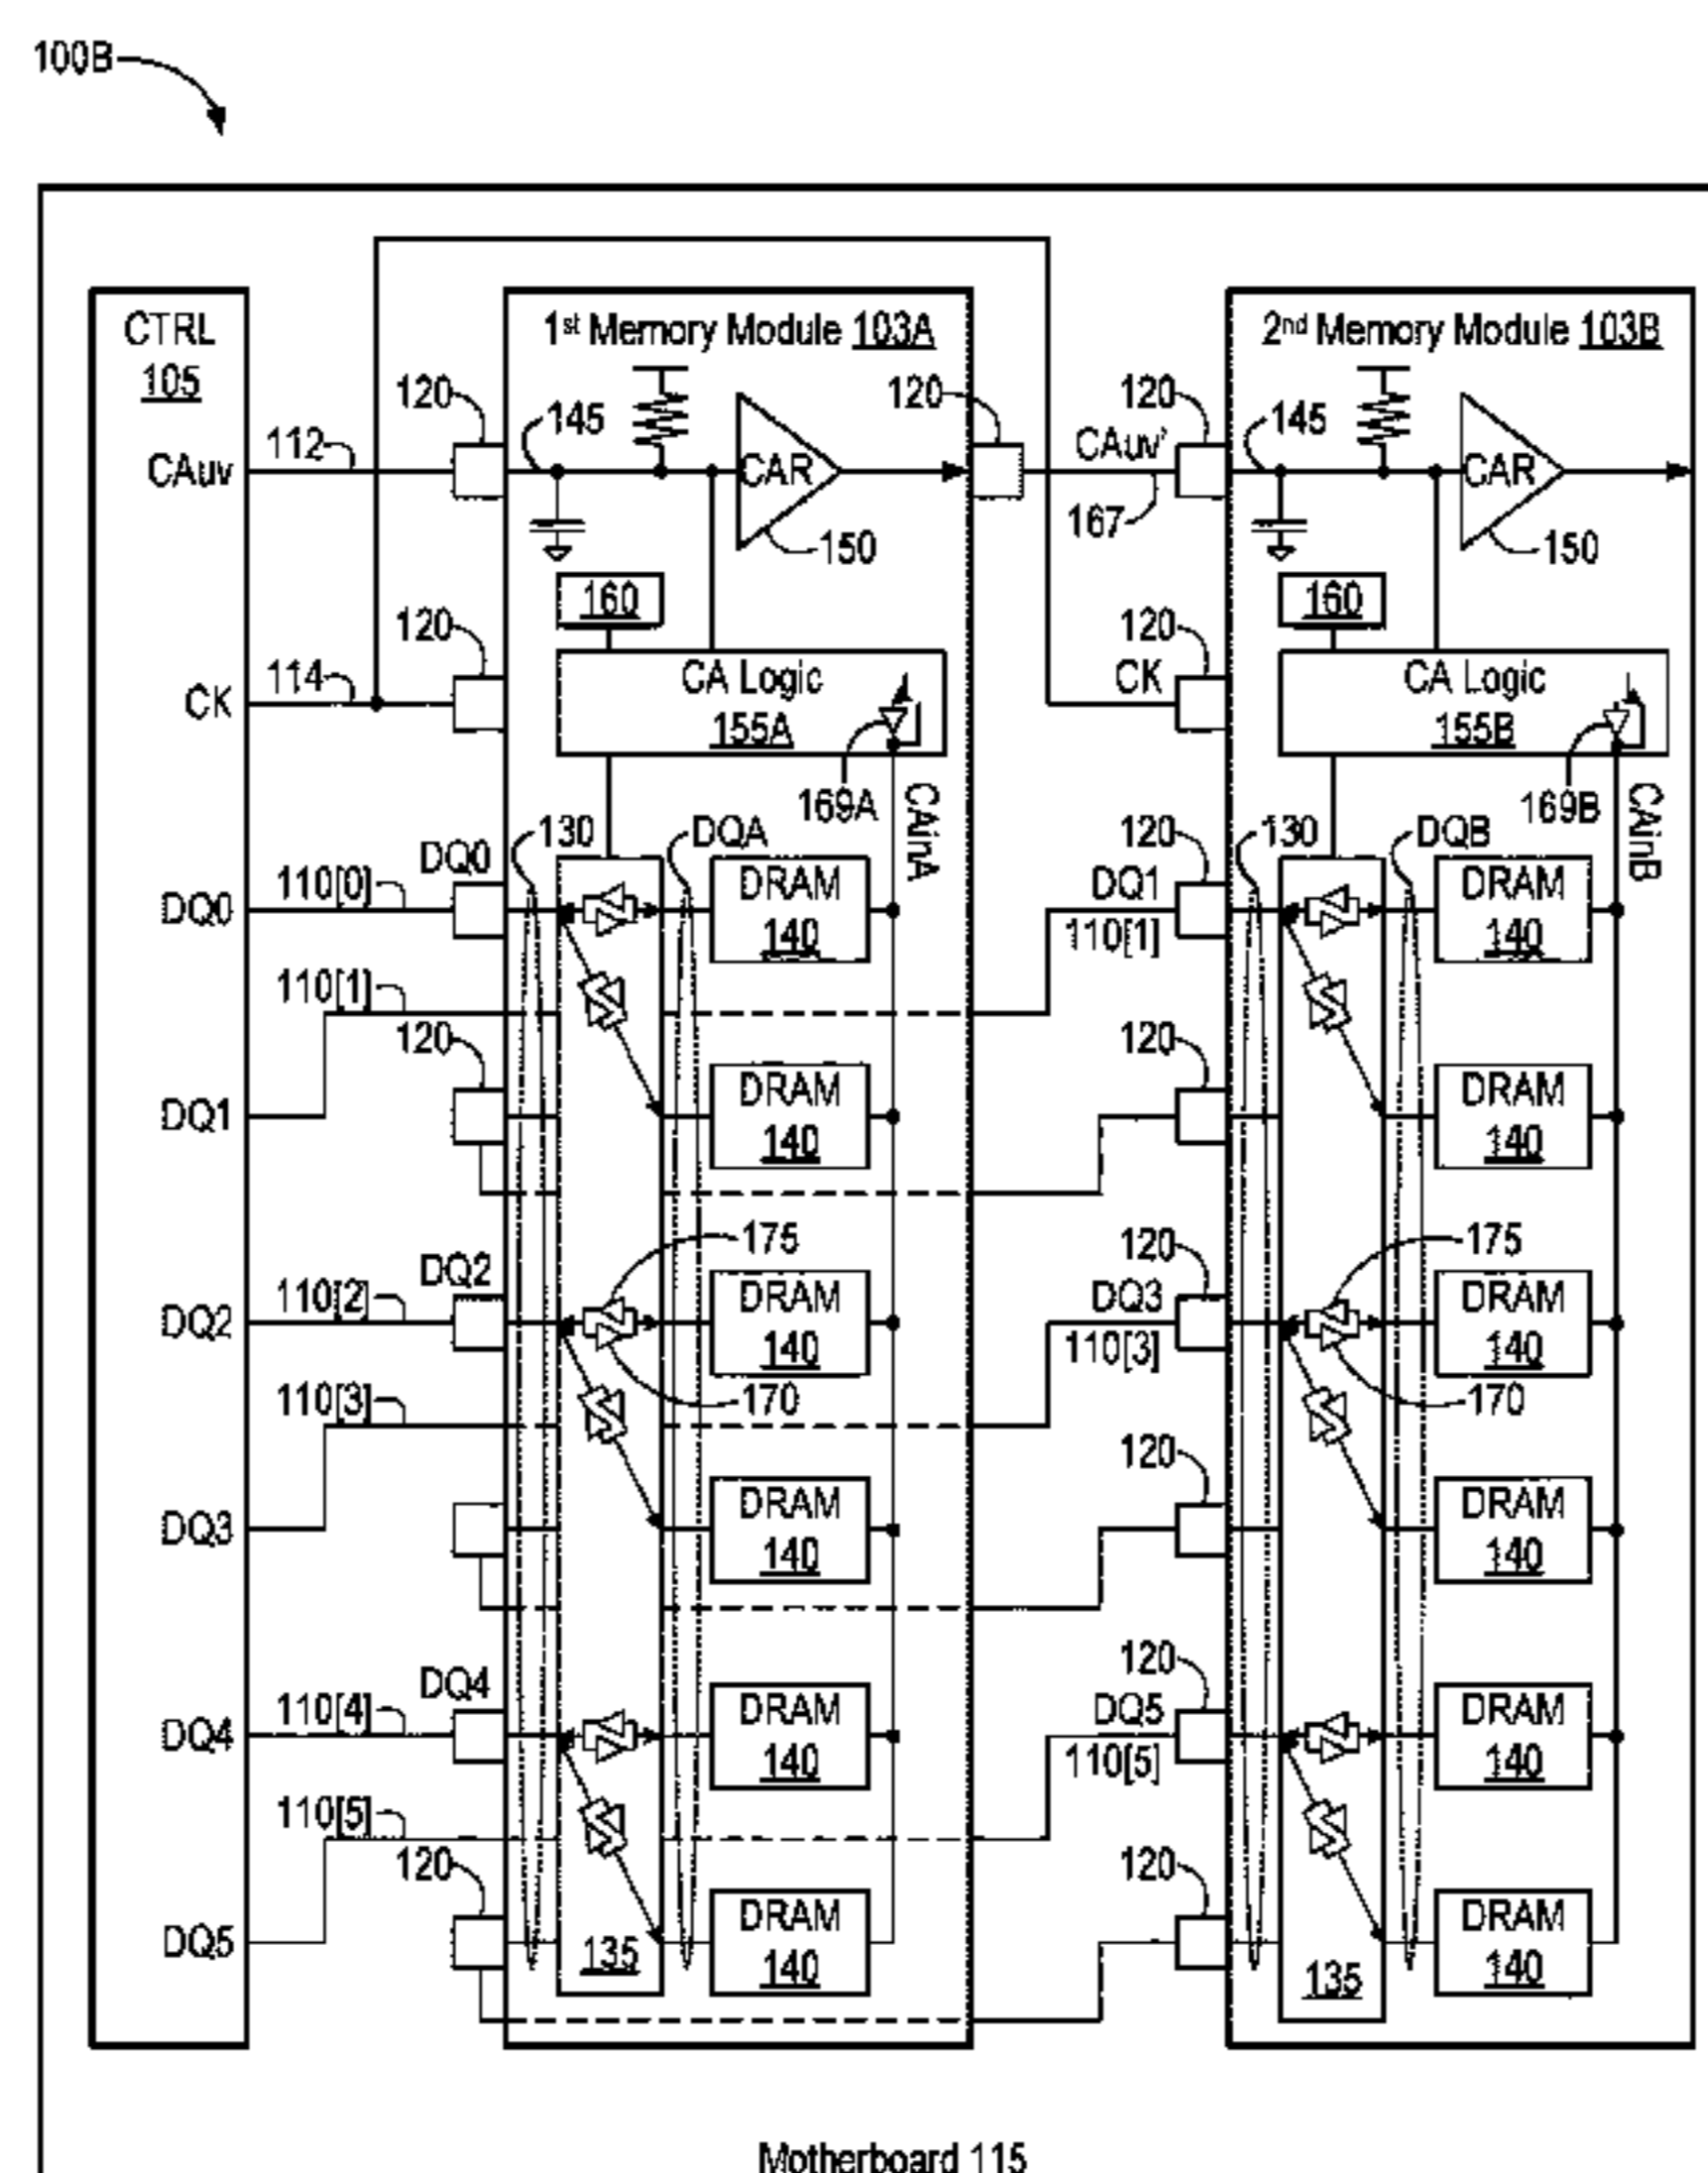 100B
CTRL
105
1st Memory Module 103A
2nd Memory Module 103B
120
120
120
145
145
112
CAuv
CAR
CAuv'
CAR
167
150
150
160
160
120
120
114
CK
CK
CA Logic
155A
CA Logic
155B
169A
CAinA
169B
CAinB
130
DQA
120
130
DQB
DQ0
110[0]
DQ0
DRAM
140
DQ1
110[1]
DRAM
140
110[1]
120
120
DQ1
DRAM
140
DRAM
140
175
120
175
DQ2
110[2]
DQ2
DRAM
140
DQ3
110[3]
DRAM
140
170
170
110[3]
120
DQ3
DRAM
140
DRAM
140
120
DQ4
110[4]
DQ4
DRAM
140
DQ5
110[5]
DRAM
140
110[5]
120
120
DQ5
135
DRAM
140
135
DRAM
140
Motherboard 115